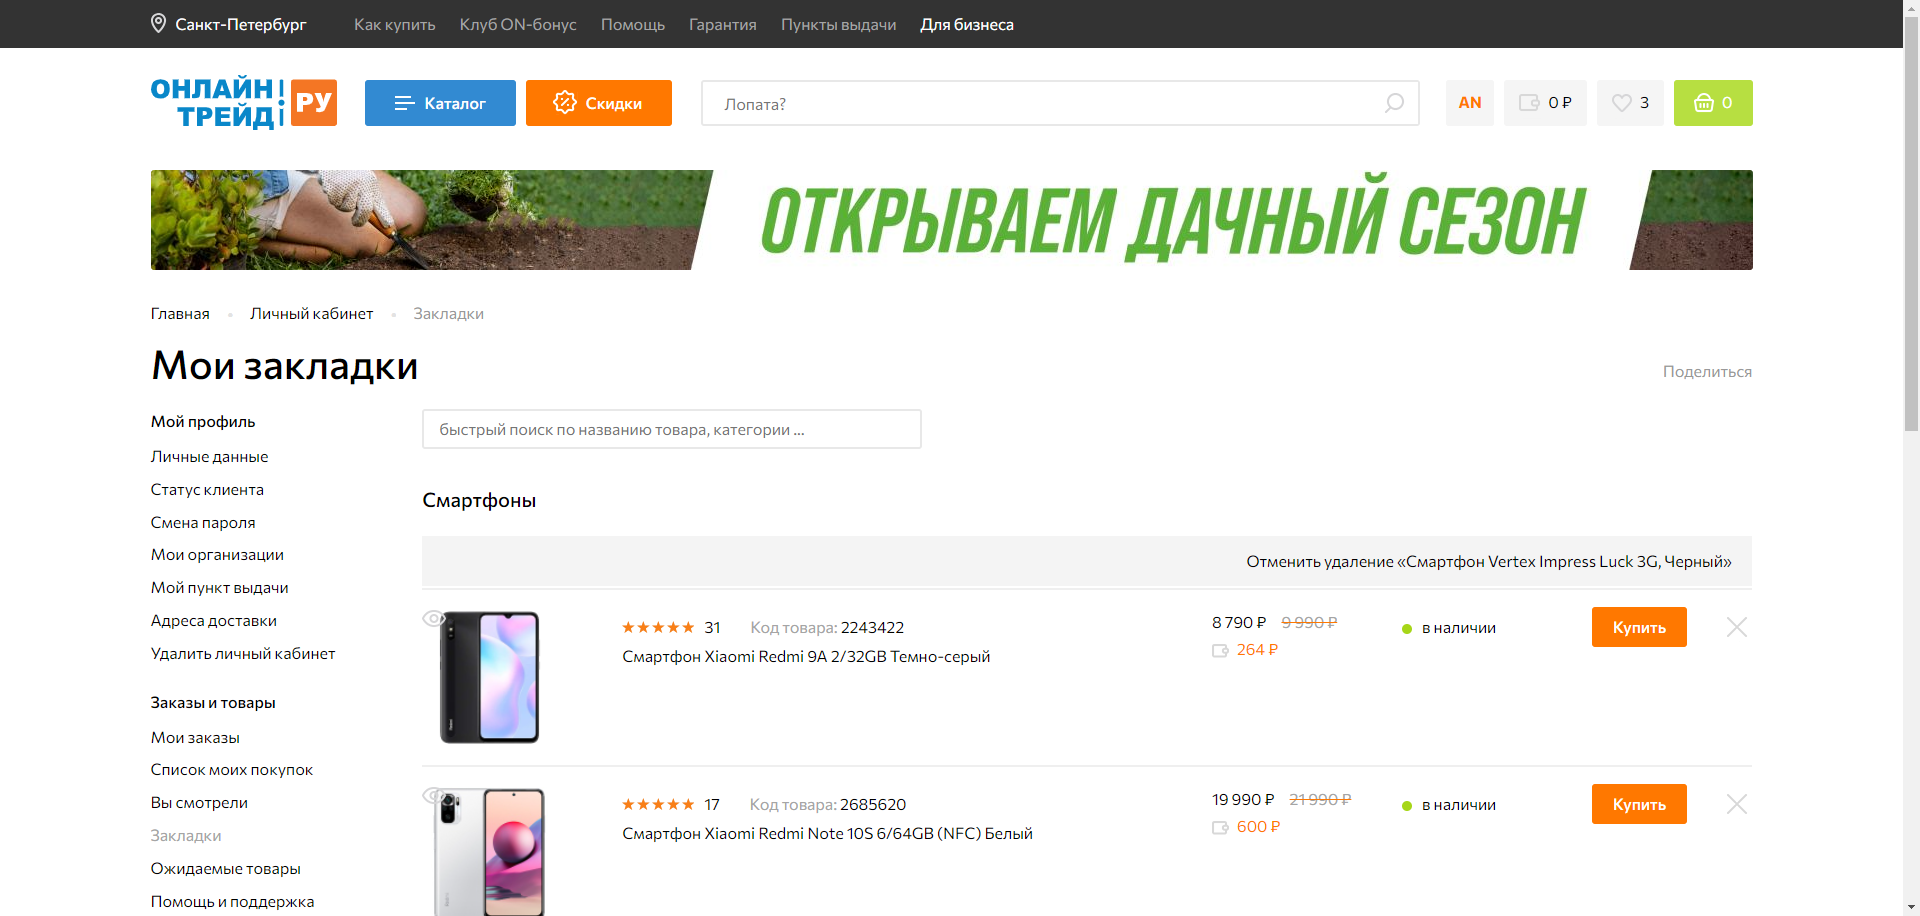 Санкт-Петербург Как купить Клуб ON-бонус Помощь Гарантия Пункты выдачи Для бизнеса
ОНЛАЙН ТРЕЙД РУ
Каталог Скидки Лопата? AN 0 ₽ 3 0
ОТКРЫВАЕМ ДАЧНЫЙ СЕЗОН
Главная Личный кабинет Закладки
Мои закладки
Поделиться
Мой профиль
Личные данные
Статус клиента
Смена пароля
Мои организации
Мой пункт выдачи
Адреса доставки
Удалить личный кабинет
Заказы и товары
Мои заказы
Список моих покупок
Вы смотрели
Закладки
Ожидаемые товары
Помощь и поддержка
быстрый поиск по названию товара, категории ...
Смартфоны
Отменить удаление «Смартфон Vertex Impress Luck 3G, Черный»
31 Код товара: 2243422
Смартфон Xiaomi Redmi 9A 2/32GB Темно-серый
8 790 ₽ 9 990 ₽
264 ₽
в наличии
Купить
17 Код товара: 2685620
Смартфон Xiaomi Redmi Note 10S 6/64GB (NFC) Белый
19 990 ₽ 21 990 ₽
600 ₽
в наличии
Купить